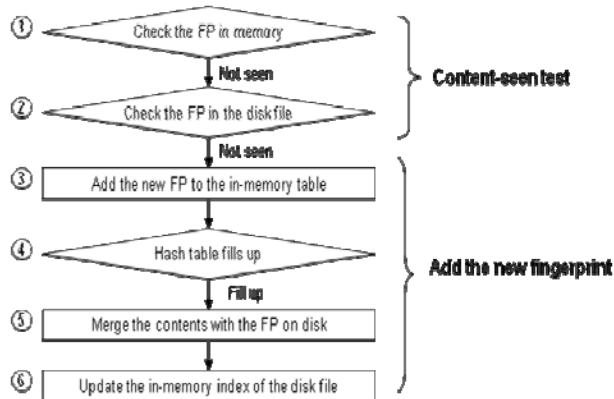 ① Check the FP in memory
Not seen
Content-seen test
② Check the FP in the disk file
Not seen
③ Add the new FP to the in-memory table
④ Hash table fills up
Add the new fingerprint
Fill up
⑤ Merge the contents with the FP on disk
⑥ Update the in-memory index of the disk file